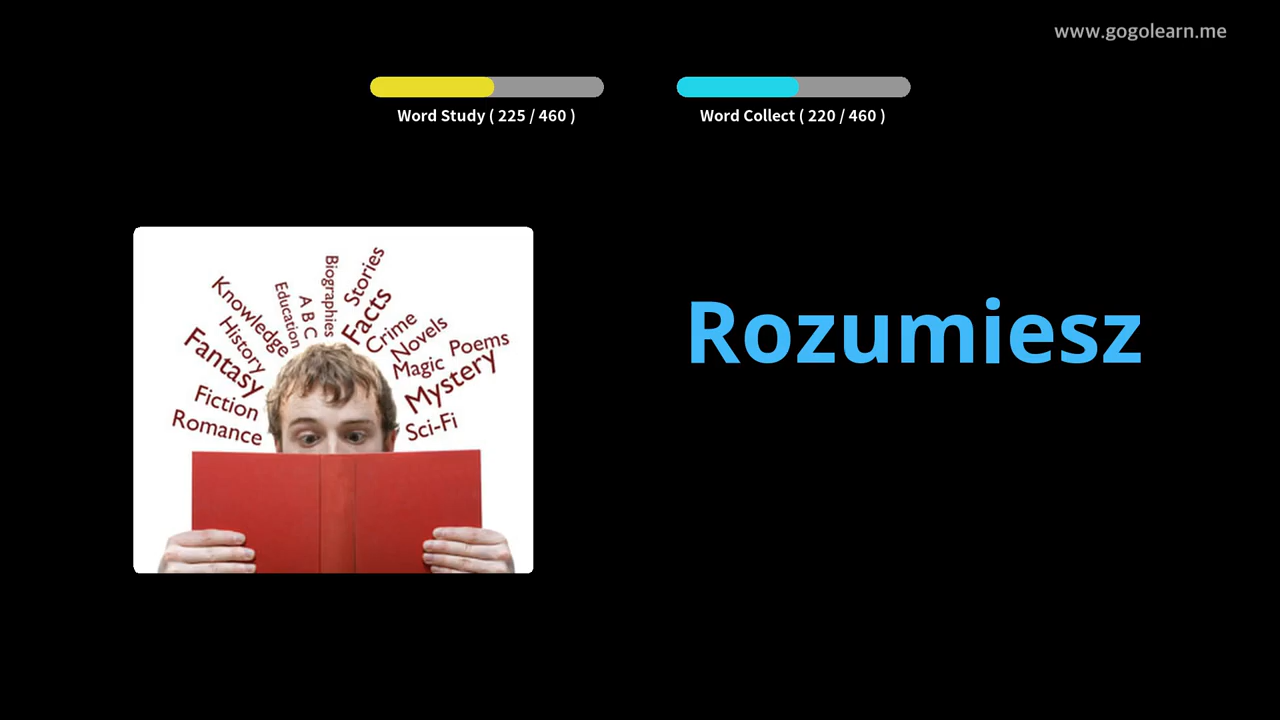 www.gogolearn.me
Word Study ( 225 / 460 )
Word Collect ( 220 / 460 )
Rozumiesz
Stories
Biographies
Facts
A B C
Education
Knowledge
Crime
Novels
History
Poems
Magic
Fantasy
Mystery
Fiction
Sci-Fi
Romance